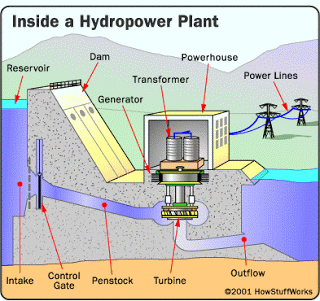 Inside a Hydropower Plant
Reservoir
Dam
Powerhouse
Transformer
Power Lines
Generator
Intake
Control
Gate
Penstock
Turbine
Outflow
©2001 HowStuffWorks